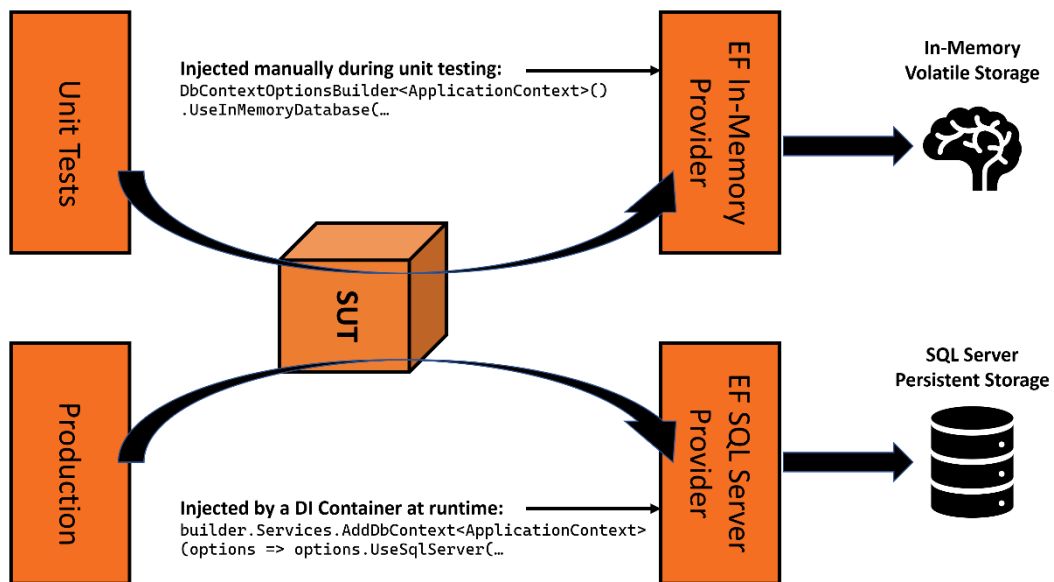 Unit Tests
Injected manually during unit testing:
DbContextOptionsBuilder<ApplicationContext>()
.UseInMemoryDatabase(…
EF In-Memory
Provider
In-Memory
Volatile Storage
SUT
Production
Injected by a DI Container at runtime:
builder.Services.AddDbContext<ApplicationContext>
(options => options.UseSqlServer(…
EF SQL Server
Provider
SQL Server
Persistent Storage